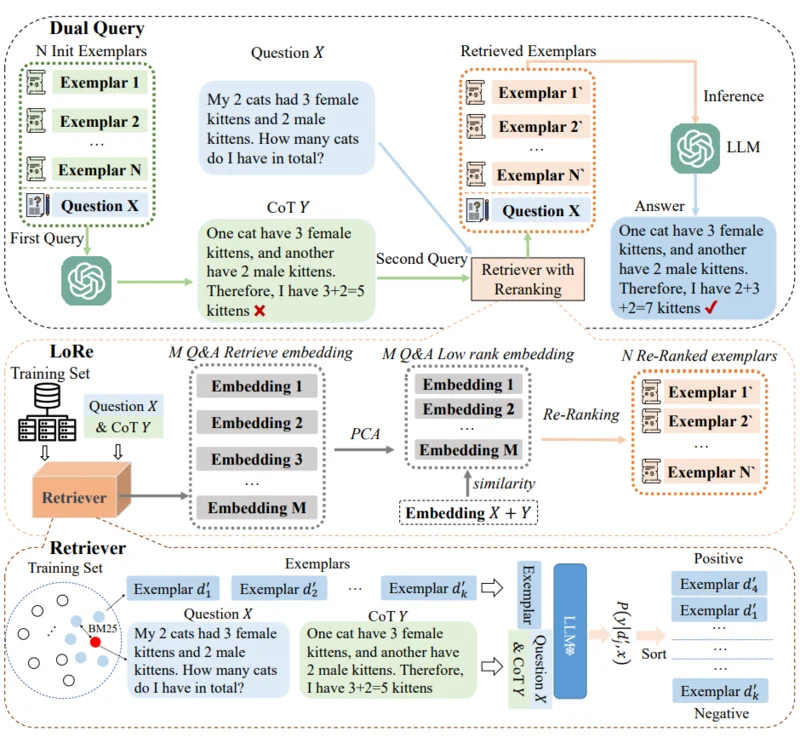 Dual Query
N Init Exemplars
Exemplar 1
Exemplar 2
...
Exemplar N
Question X
First Query
Question X
My 2 cats had 3 female
kittens and 2 male
kittens. How many cats
do I have in total?
CoT Y
One cat have 3 female
kittens, and another
have 2 male kittens.
Therefore, I have 3+2=5
kittens ✘
Second Query
Retrieved Exemplars
Exemplar 1`
Exemplar 2`
...
Exemplar N`
Question X
Retriever with
Reranking
Inference
LLM
Answer
One cat have 3 female
kittens, and another
have 2 male kittens.
Therefore, I have 2+3
+2=7 kittens ✓
LoRe
Training Set
Question X
& CoT Y
Retriever
M Q&A Retrieve embedding
Embedding 1
Embedding 2
Embedding 3
...
Embedding M
PCA
M Q&A Low rank embedding
Embedding 1
Embedding 2
...
Embedding M
similarity
Embedding X + Y
Re-Ranking
N Re-Ranked exemplars
Exemplar 1`
Exemplar 2`
...
Exemplar N`
Retriever
Training Set
...
BM25
Exemplars
Exemplar d′₁
Exemplar d′₂
...
Exemplar d′ₖ
Question X
My 2 cats had 3 female
kittens and 2 male
kittens. How many cats
do I have in total?
CoT Y
One cat have 3 female
kittens, and another have
2 male kittens. Therefore,
I have 3+2=5 kittens
Exemplar
Question X
& CoT Y
LLM
P(y|d′ⱼ,x)
Sort
Positive
Exemplar d′₄
Exemplar d′₁
...
...
...
Exemplar d′ₖ
Negative